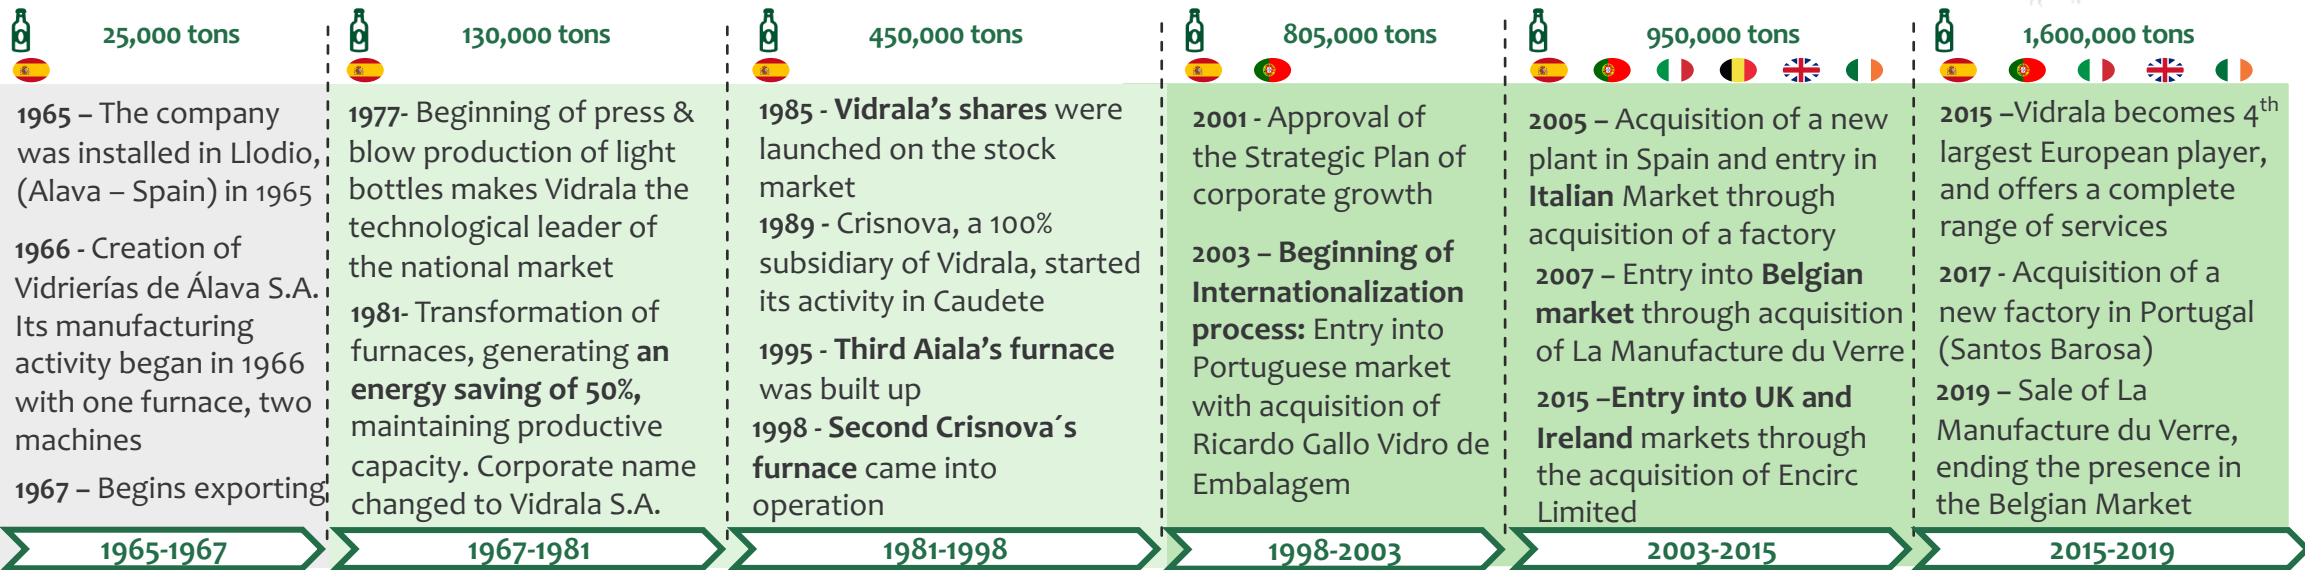 25,000 tons
1965 – The company
was installed in Llodio,
(Alava – Spain) in 1965
1966 - Creation of
Vidrierías de Álava S.A.
Its manufacturing
activity began in 1966
with one furnace, two
machines
1967 – Begins exporting
1965-1967
130,000 tons
1977- Beginning of press &
blow production of light
bottles makes Vidrala the
technological leader of
the national market
1981- Transformation of
furnaces, generating an
energy saving of 50%,
maintaining productive
capacity. Corporate name
changed to Vidrala S.A.
1967-1981
450,000 tons
1985 - Vidrala’s shares were
launched on the stock
market
1989 - Crisnova, a 100%
subsidiary of Vidrala, started
its activity in Caudete
1995 - Third Aiala’s furnace
was built up
1998 - Second Crisnova´s
furnace came into
operation
1981-1998
805,000 tons
2001 - Approval of
the Strategic Plan of
corporate growth
2003 – Beginning of
Internationalization
process: Entry into
Portuguese market
with acquisition of
Ricardo Gallo Vidro de
Embalagem
1998-2003
950,000 tons
2005 – Acquisition of a new
plant in Spain and entry in
Italian Market through
acquisition of a factory
2007 – Entry into Belgian
market through acquisition
of La Manufacture du Verre
2015 –Entry into UK and
Ireland markets through
the acquisition of Encirc
Limited
2003-2015
1,600,000 tons
2015 –Vidrala becomes 4th
largest European player,
and offers a complete
range of services
2017 - Acquisition of a
new factory in Portugal
(Santos Barosa)
2019 – Sale of La
Manufacture du Verre,
ending the presence in
the Belgian Market
2015-2019